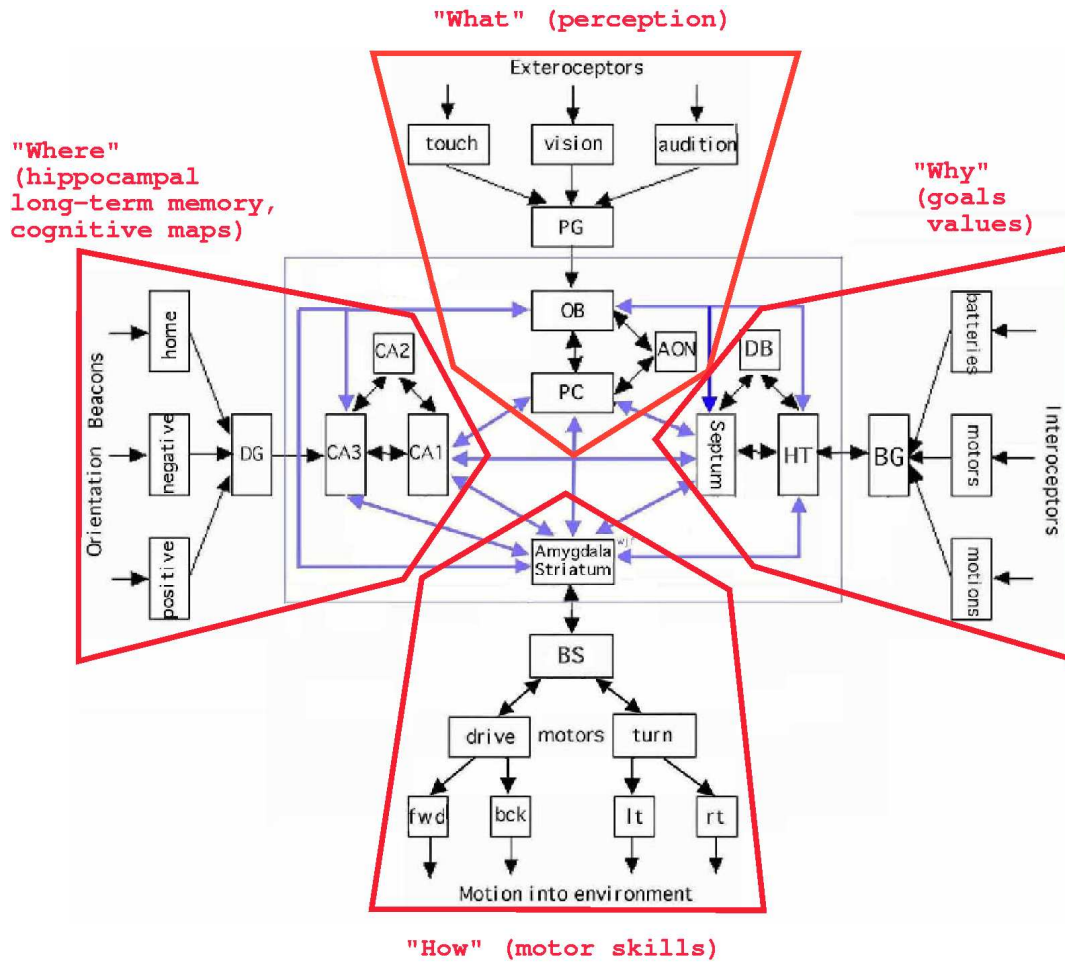 "What" (perception)
Exteroceptors
touch
vision
audition
PG
"Where"
(hippocampal
long-term memory,
cognitive maps)
"Why"
(goals
values)
OB
AON
PC
CA2
CA3
CA1
DG
home
negative
positive
Orientation Beacons
DB
Septum
HT
BG
batteries
motors
motions
Interoceptors
Amygdala
Striatum
wjf
BS
drive
motors
turn
fwd
bck
lt
rt
Motion into environment
"How" (motor skills)